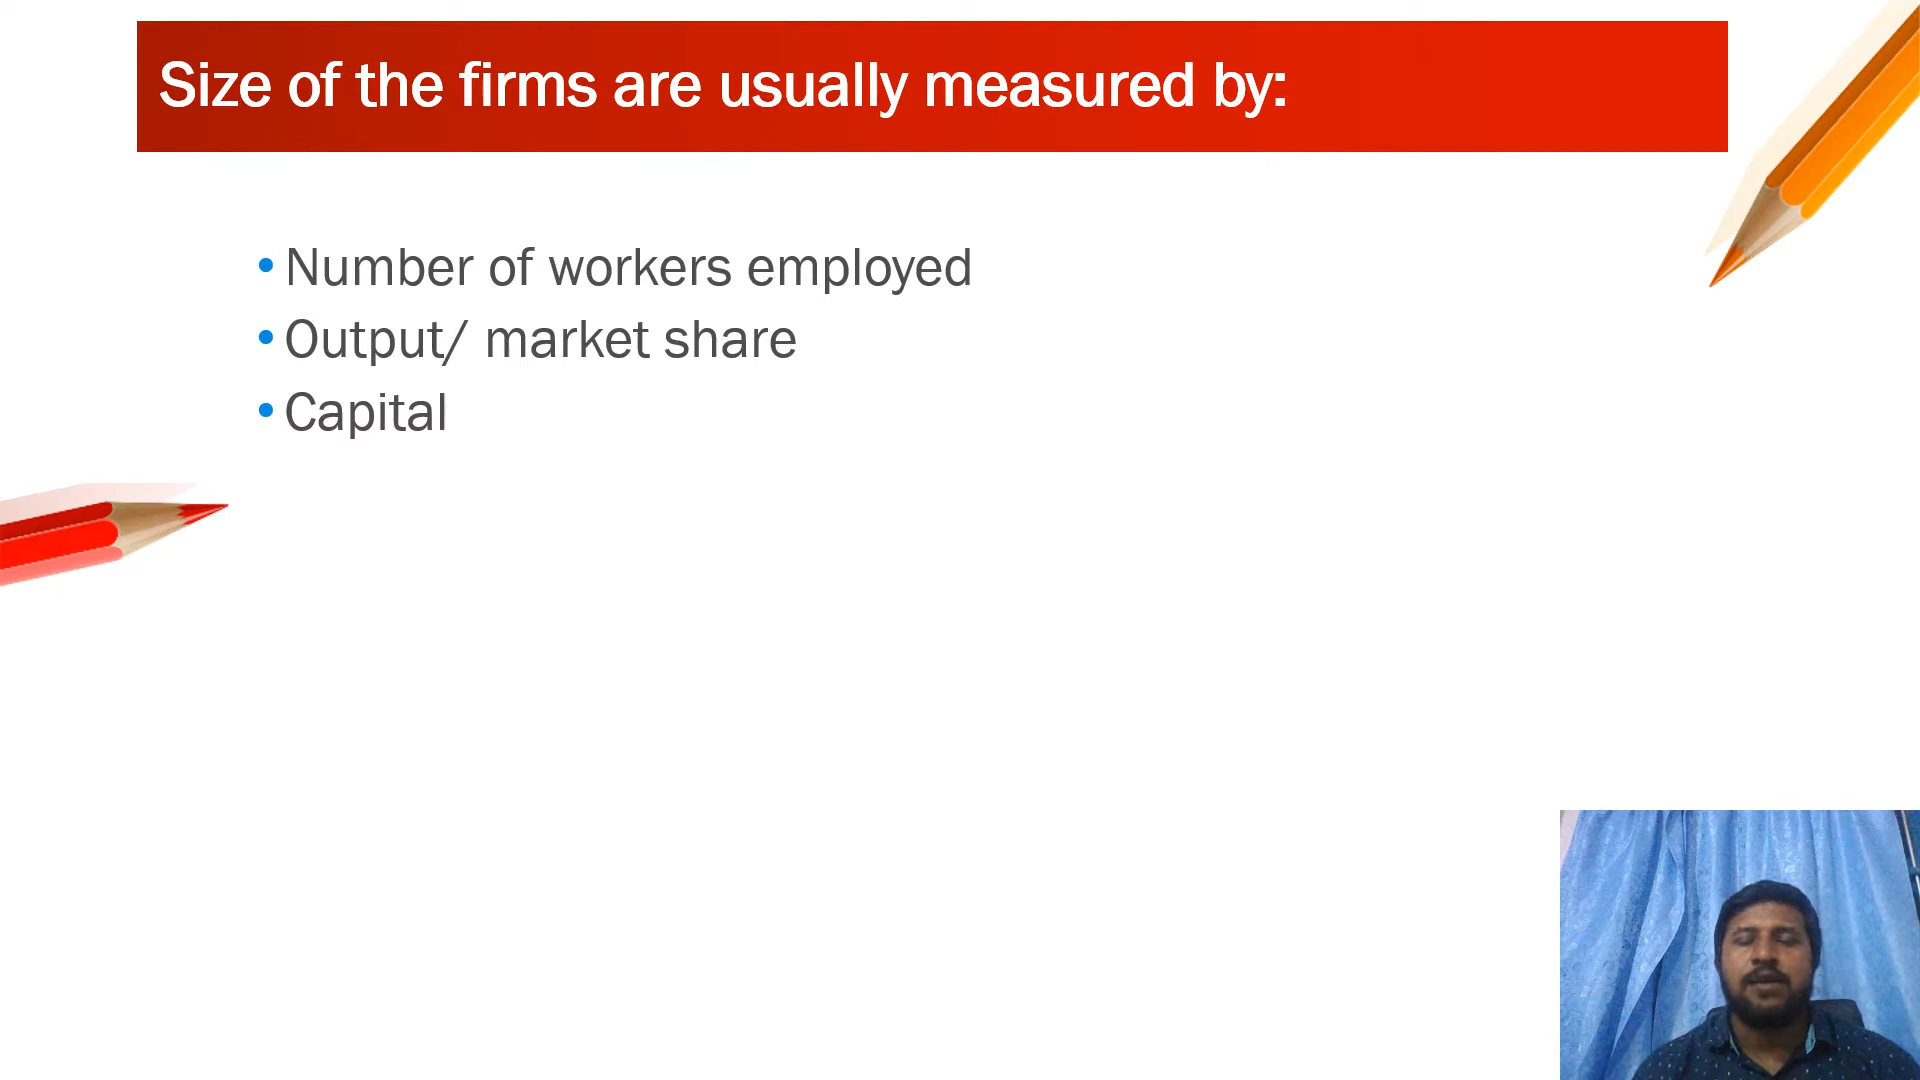 Size of the firms are usually measured by:
• Number of workers employed
• Output/ market share
• Capital